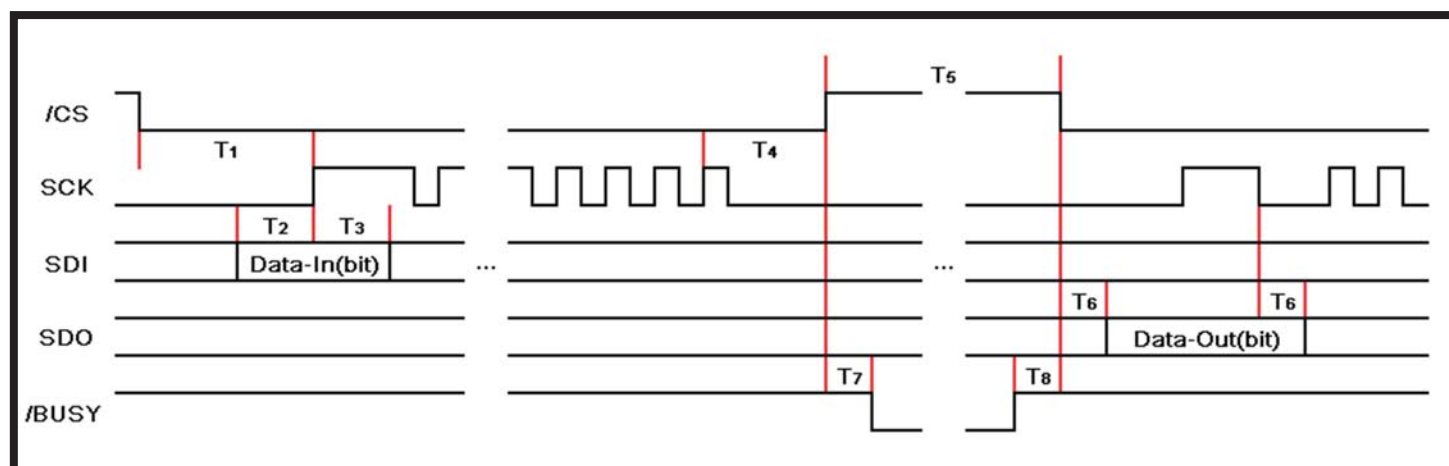 T5
/CS
T1
T4
SCK
T2
T3
SDI
Data-In(bit)
...
...
T6
T6
SDO
Data-Out(bit)
T7
T8
/BUSY